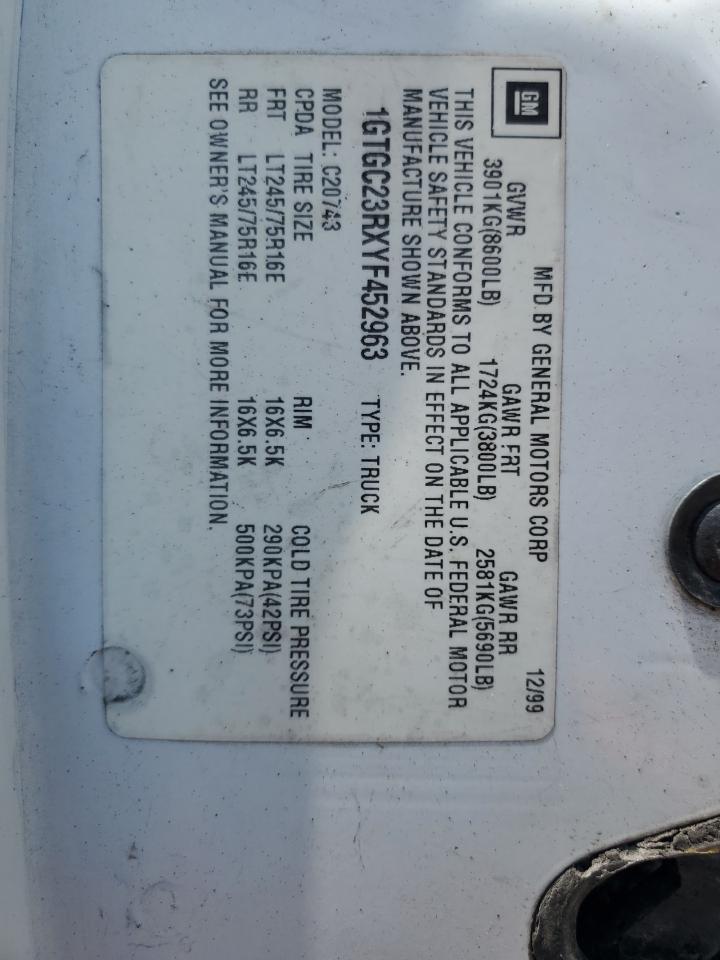 GM
MFD BY GENERAL MOTORS CORP 12/99
GVWR GAWR FRT GAWR RR
3901KG(8600LB) 1724KG(3800LB) 2581KG(5690LB)
THIS VEHICLE CONFORMS TO ALL APPLICABLE U.S. FEDERAL MOTOR
VEHICLE SAFETY STANDARDS IN EFFECT ON THE DATE OF
MANUFACTURE SHOWN ABOVE.
1GTGC23RXYF452963 TYPE: TRUCK
MODEL: C20743
CPDA TIRE SIZE RIM COLD TIRE PRESSURE
FRT LT245/75R16E 16X6.5K 290KPA(42PSI)
RR LT245/75R16E 16X6.5K 500KPA(73PSI)
SEE OWNER'S MANUAL FOR MORE INFORMATION.